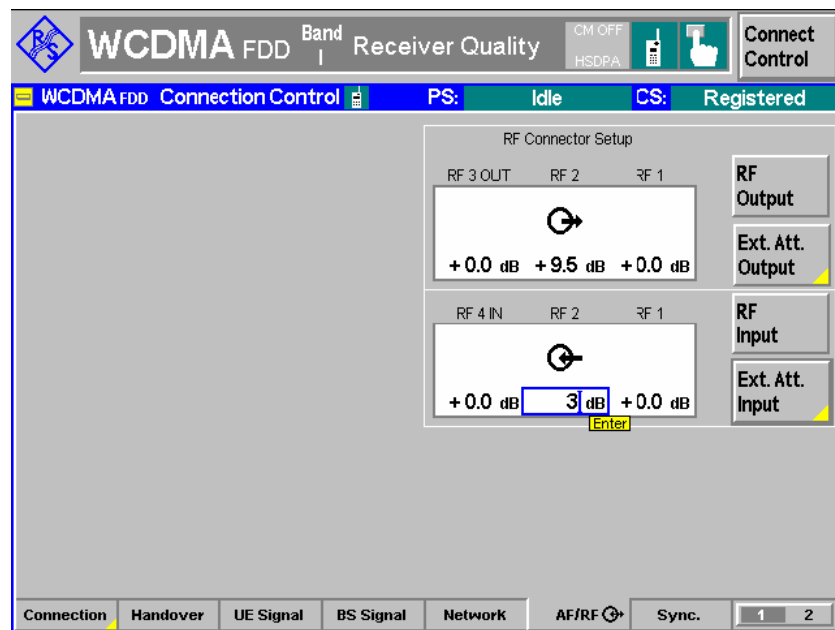 R S
WCDMA FDD Band I Receiver Quality
CM OFF
HSDPA
Connect Control
WCDMA FDD Connection Control PS: Idle CS: Registered
RF Connector Setup
RF 3 OUT RF 2 RF 1
+0.0 dB +9.5 dB +0.0 dB
RF Output
Ext. Att. Output
RF 4 IN RF 2 RF 1
+0.0 dB 3 dB +0.0 dB
Enter
RF Input
Ext. Att. Input
Connection Handover UE Signal BS Signal Network AF/RF Sync. 1 2